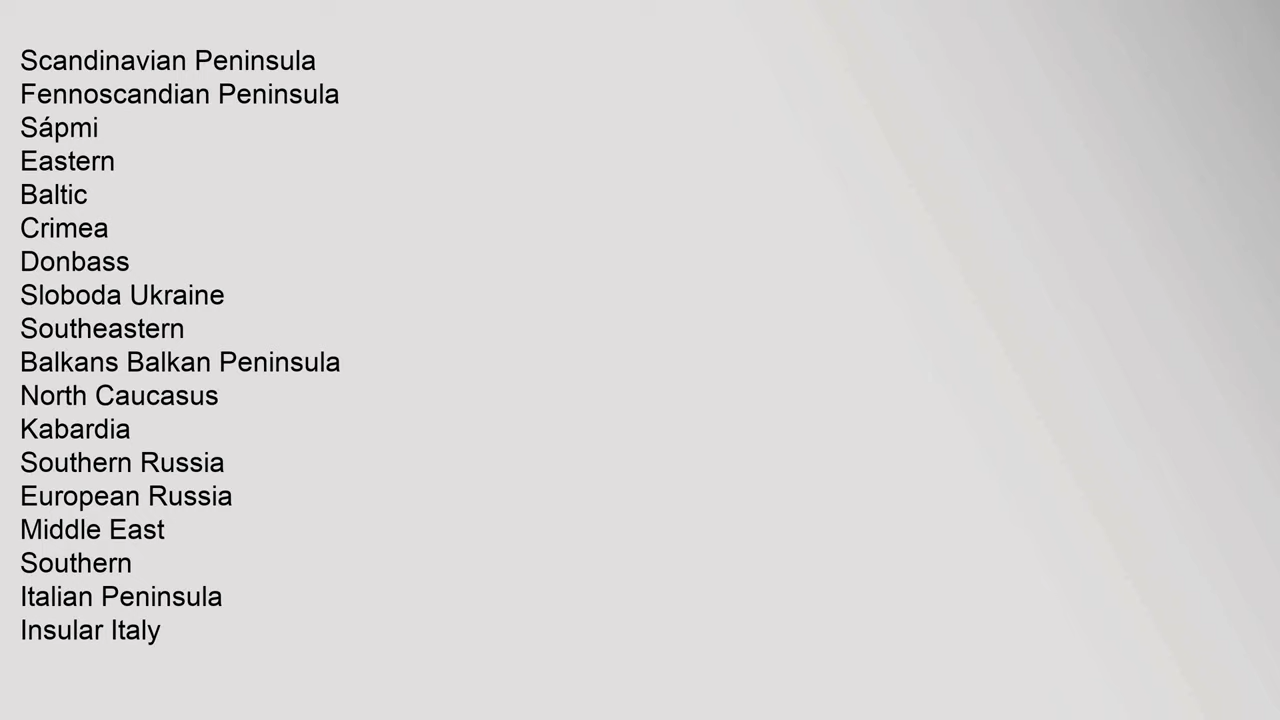 Scandinavian Peninsula
Fennoscandian Peninsula
Sápmi
Eastern
Baltic
Crimea
Donbass
Sloboda Ukraine
Southeastern
Balkans Balkan Peninsula
North Caucasus
Kabardia
Southern Russia
European Russia
Middle East
Southern
Italian Peninsula
Insular Italy